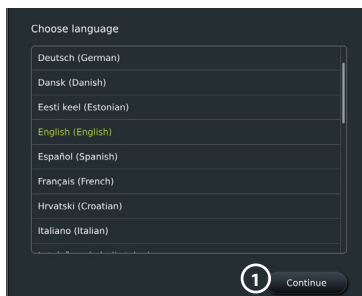 Choose language
Deutsch (German)
Dansk (Danish)
Eesti keel (Estonian)
English (English)
Español (Spanish)
Français (French)
Hrvatski (Croatian)
Italiano (Italian)
1 Continue